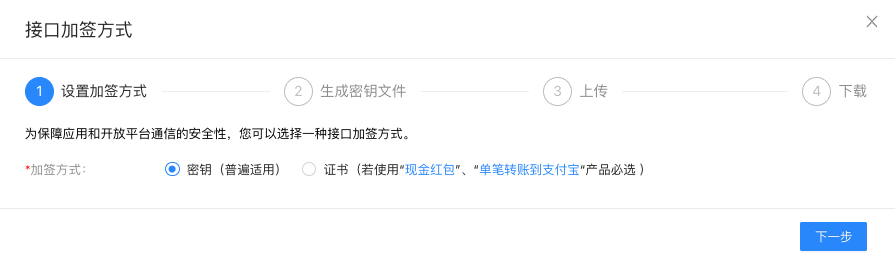 接口加签方式
1 设置加签方式 2 生成密钥文件 3 上传 4 下载
为保障应用和开放平台通信的安全性，您可以选择一种接口加签方式。
*加签方式： 密钥（普遍适用） 证书（若使用“现金红包”、“单笔转账到支付宝”产品必选 ）
下一步